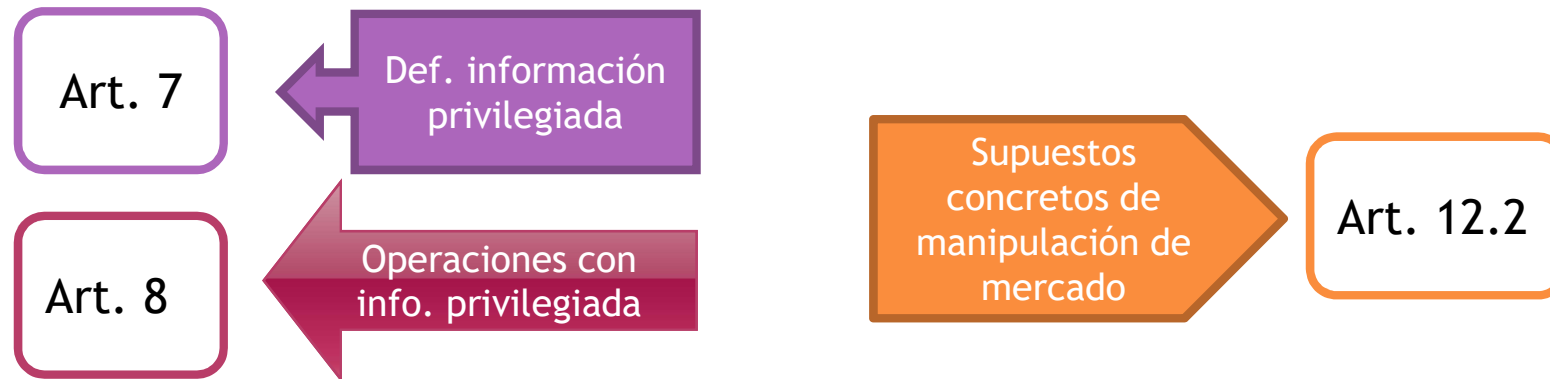 Art. 7
Def. información
privilegiada
Art. 8
Operaciones con
info. privilegiada
Supuestos
concretos de
manipulación de
mercado
Art. 12.2